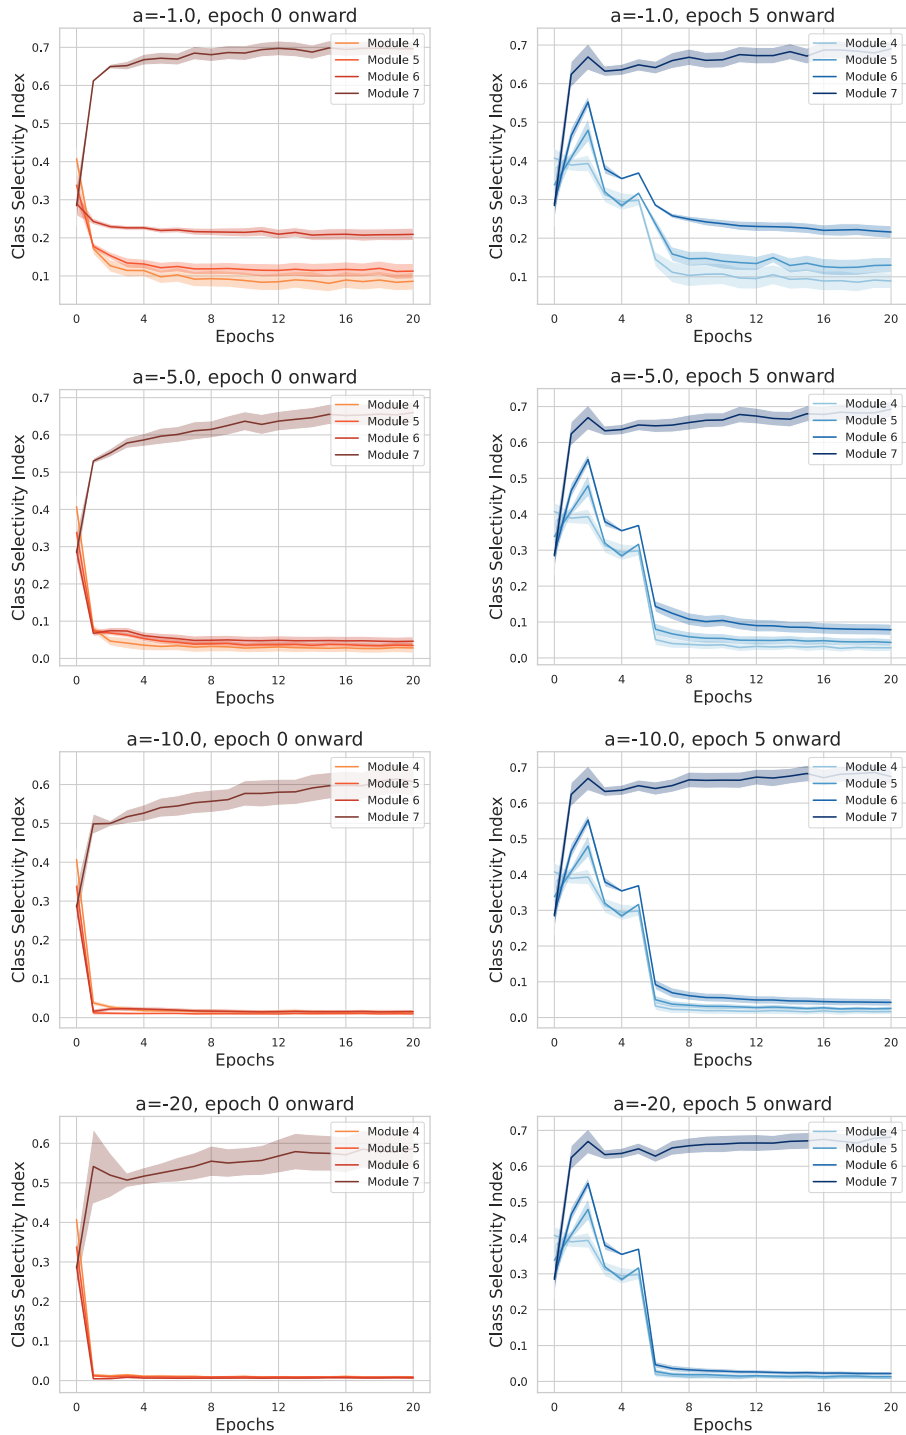 a=-1.0, epoch 0 onward
Class Selectivity Index
0.7
0.6
0.5
0.4
0.3
0.2
0.1
0 4 8 12 16 20
Epochs
Module 4
Module 5
Module 6
Module 7
a=-1.0, epoch 5 onward
Class Selectivity Index
0.7
0.6
0.5
0.4
0.3
0.2
0.1
0 4 8 12 16 20
Epochs
Module 4
Module 5
Module 6
Module 7
a=-5.0, epoch 0 onward
Class Selectivity Index
0.7
0.6
0.5
0.4
0.3
0.2
0.1
0.0
0 4 8 12 16 20
Epochs
Module 4
Module 5
Module 6
Module 7
a=-5.0, epoch 5 onward
Class Selectivity Index
0.7
0.6
0.5
0.4
0.3
0.2
0.1
0.0
0 4 8 12 16 20
Epochs
Module 4
Module 5
Module 6
Module 7
a=-10.0, epoch 0 onward
Class Selectivity Index
0.6
0.5
0.4
0.3
0.2
0.1
0.0
0 4 8 12 16 20
Epochs
Module 4
Module 5
Module 6
Module 7
a=-10.0, epoch 5 onward
Class Selectivity Index
0.7
0.6
0.5
0.4
0.3
0.2
0.1
0.0
0 4 8 12 16 20
Epochs
Module 4
Module 5
Module 6
Module 7
a=-20, epoch 0 onward
Class Selectivity Index
0.6
0.5
0.4
0.3
0.2
0.1
0.0
0 4 8 12 16 20
Epochs
Module 4
Module 5
Module 6
Module 7
a=-20, epoch 5 onward
Class Selectivity Index
0.7
0.6
0.5
0.4
0.3
0.2
0.1
0.0
0 4 8 12 16 20
Epochs
Module 4
Module 5
Module 6
Module 7